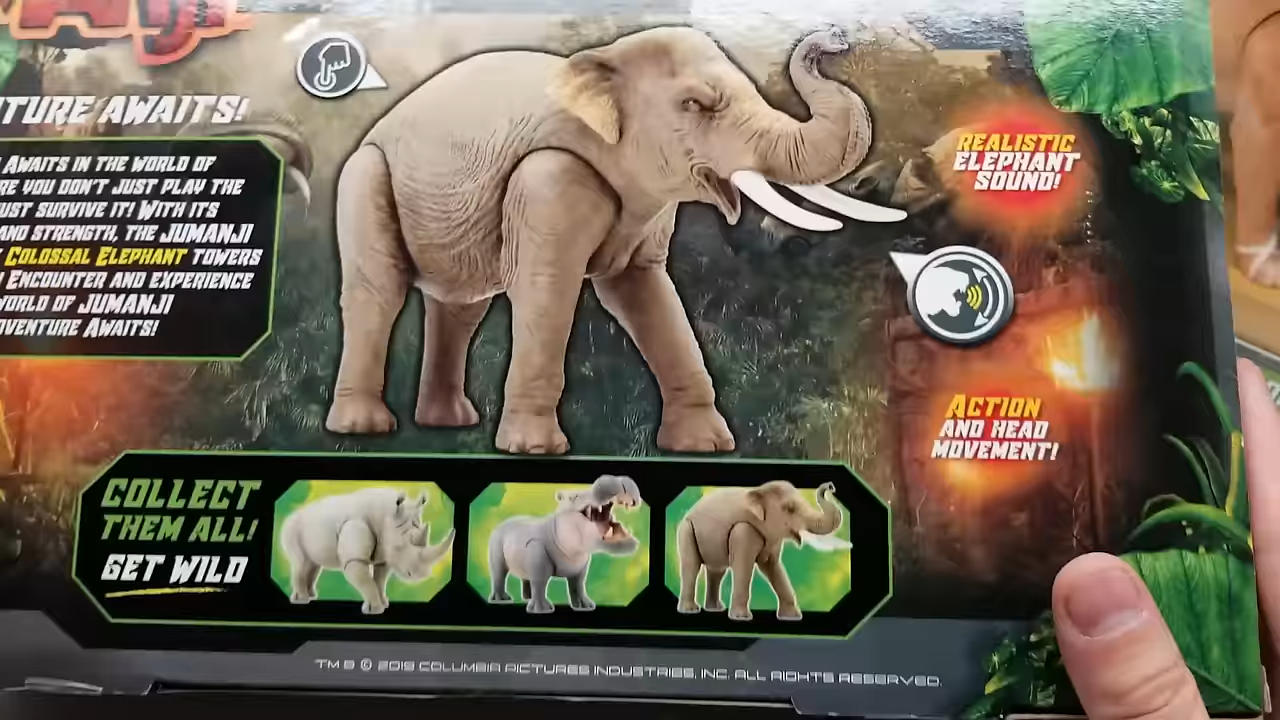 TURE AWAITS!
AWAITS IN THE WORLD OF
RE YOU DON'T JUST PLAY THE
UST SURVIVE IT! WITH ITS
AND STRENGTH, THE JUMANJI
COLOSSAL ELEPHANT TOWERS
ENCOUNTER AND EXPERIENCE
WORLD OF JUMANJI
DVENTURE AWAITS!
REALISTIC
ELEPHANT
SOUND!
ACTION
AND HEAD
MOVEMENT!
COLLECT
THEM ALL!
GET WILD
TM & © 2019 COLUMBIA PICTURES INDUSTRIES, INC. ALL RIGHTS RESERVED.